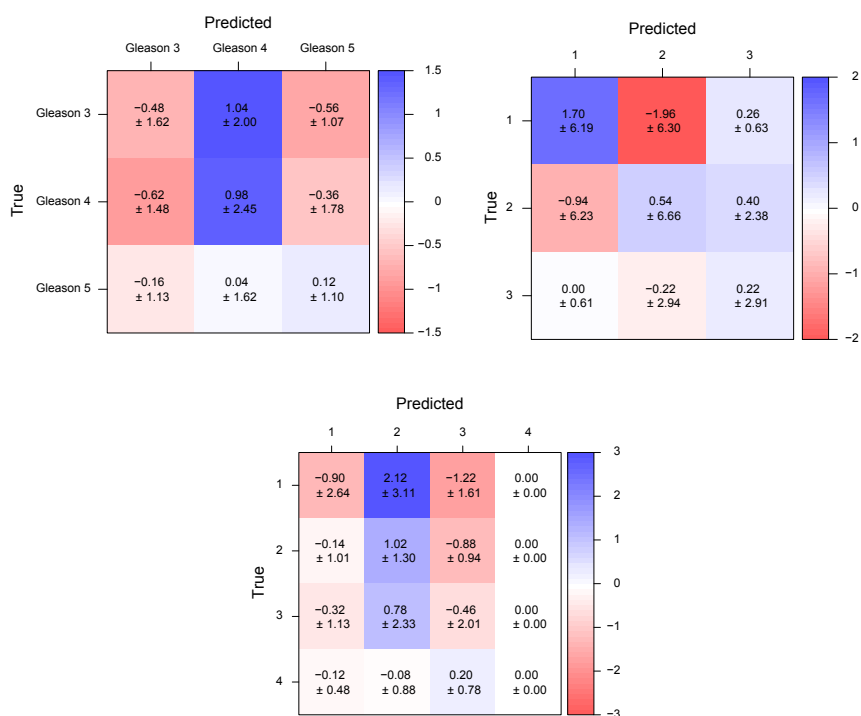 Predicted
Gleason 3 Gleason 4 Gleason 5
True
Gleason 3
−0.48 ± 1.62
1.04 ± 2.00
−0.56 ± 1.07
Gleason 4
−0.62 ± 1.48
0.98 ± 2.45
−0.36 ± 1.78
Gleason 5
−0.16 ± 1.13
0.04 ± 1.62
0.12 ± 1.10
1.5
1
0.5
0
−0.5
−1
−1.5
Predicted
1 2 3
True
1
1.70 ± 6.19
−1.96 ± 6.30
0.26 ± 0.63
2
−0.94 ± 6.23
0.54 ± 6.66
0.40 ± 2.38
3
0.00 ± 0.61
−0.22 ± 2.94
0.22 ± 2.91
2
1
0
−1
−2
Predicted
1 2 3 4
True
1
−0.90 ± 2.64
2.12 ± 3.11
−1.22 ± 1.61
0.00 ± 0.00
2
−0.14 ± 1.01
1.02 ± 1.30
−0.88 ± 0.94
0.00 ± 0.00
3
−0.32 ± 1.13
0.78 ± 2.33
−0.46 ± 2.01
0.00 ± 0.00
4
−0.12 ± 0.48
−0.08 ± 0.88
0.20 ± 0.78
0.00 ± 0.00
3
2
1
0
−1
−2
−3